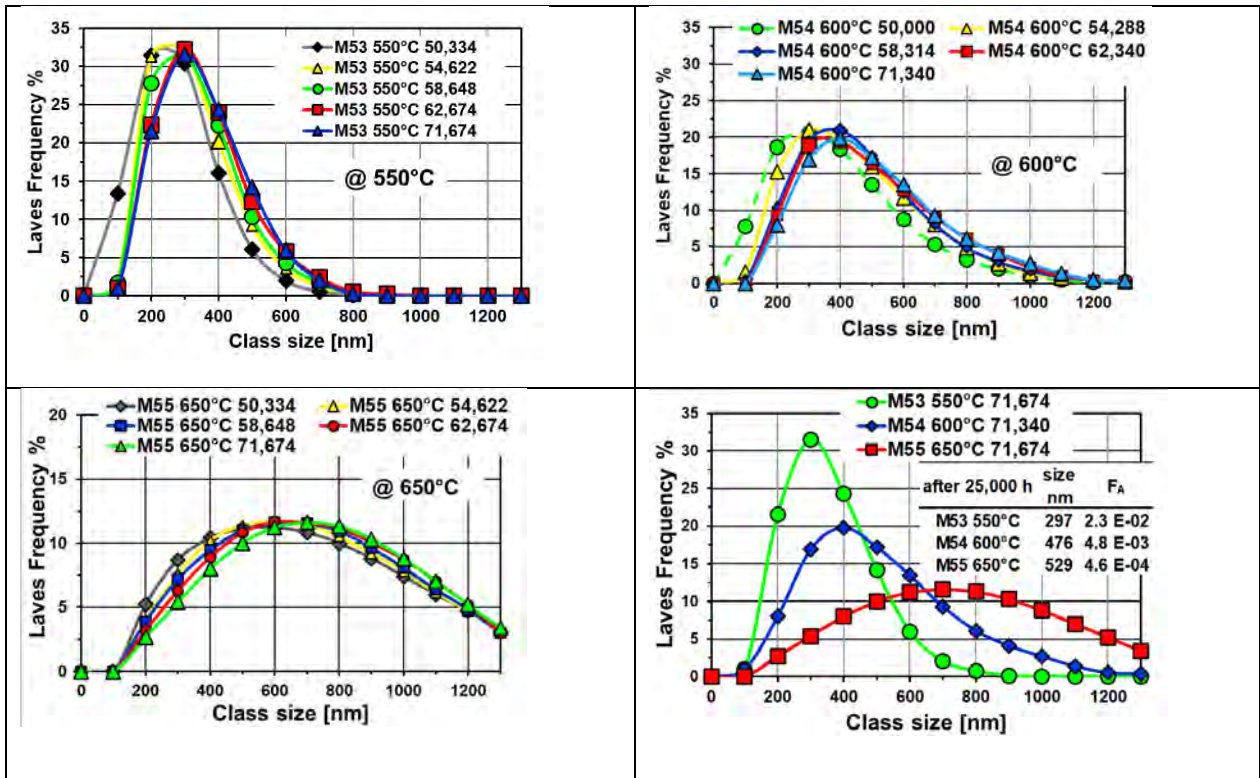 M53 550°C 50,334
M53 550°C 54,622
M53 550°C 58,648
M53 550°C 62,674
M53 550°C 71,674
@ 550°C
Laves Frequency %
35
30
25
20
15
10
5
0
0 200 400 600 800 1000 1200
Class size [nm]
M54 600°C 50,000 M54 600°C 54,288
M54 600°C 58,314 M54 600°C 62,340
M54 600°C 71,340
@ 600°C
Laves Frequency %
35
30
25
20
15
10
5
0
0 200 400 600 800 1000 1200
Class size [nm]
M55 650°C 50,334 M55 650°C 54,622
M55 650°C 58,648 M55 650°C 62,674
M55 650°C 71,674
@ 650°C
Laves Frequency %
20
15
10
5
0
0 200 400 600 800 1000 1200
Class size [nm]
M53 550°C 71,674
M54 600°C 71,340
M55 650°C 71,674
after 25,000 h size nm FA
M53 550°C 297 2.3 E-02
M54 600°C 476 4.8 E-03
M55 650°C 529 4.6 E-04
Laves Frequency %
35
30
25
20
15
10
5
0
0 200 400 600 800 1000 1200
Class size [nm]